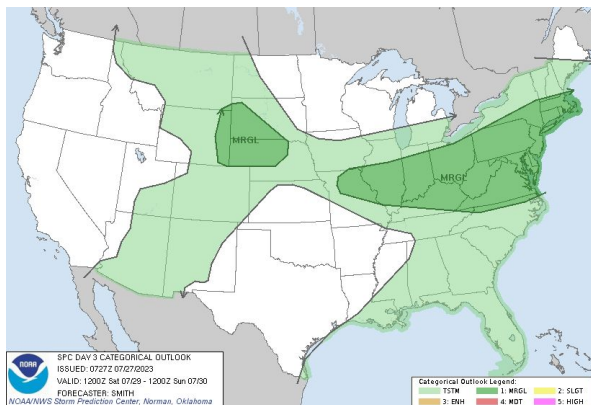 MRGL
MRGL
NOAA
SPC DAY 3 CATEGORICAL OUTLOOK
ISSUED: 0727Z 07/27/2023
VALID: 1200Z Sat 07/29 - 1200Z Sun 07/30
FORECASTER: SMITH
NOAA/NWS Storm Prediction Center, Norman, Oklahoma
Categorical Outlook Legend:
TSTM 1: MRGL 2: SLGT
3: ENH 4: MDT 5: HIGH